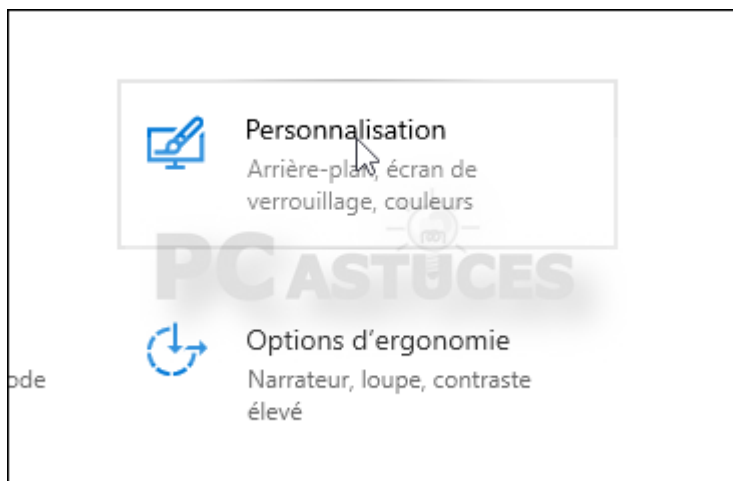 Personnalisation
Arrière-plan, écran de
verrouillage, couleurs
PC ASTUCES
Options d'ergonomie
ode
Narrateur, loupe, contraste
élevé